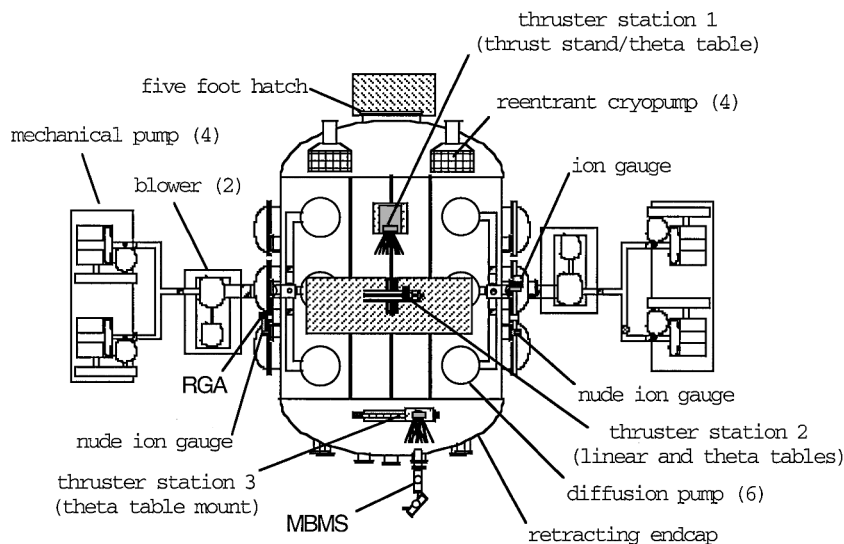 thruster station 1
(thrust stand/theta table)
five foot hatch
reentrant cryopump (4)
mechanical pump (4)
ion gauge
blower (2)
RGA
nude ion gauge
nude ion gauge
thruster station 2
(linear and theta tables)
thruster station 3
(theta table mount)
diffusion pump (6)
MBMS
retracting endcap